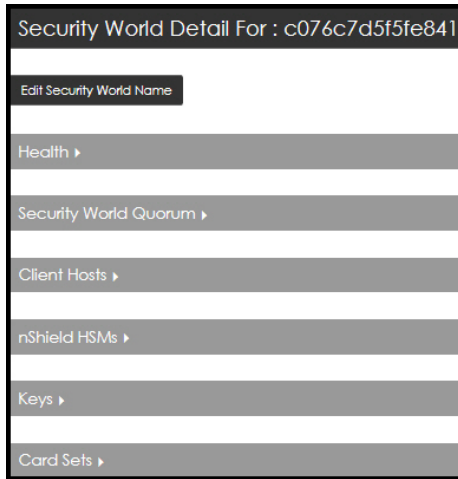 Security World Detail For : c076c7d5f5fe841
Edit Security World Name
Health
Security World Quorum
Client Hosts
nShield HSMs
Keys
Card Sets